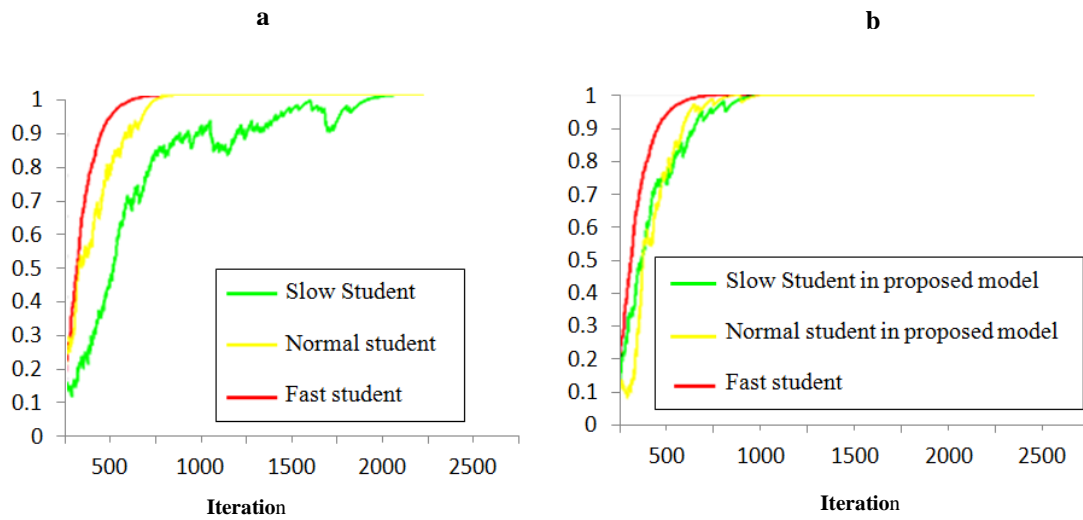 a
1
0.9
0.8
0.7
0.6
0.5
0.4
0.3
0.2
0.1
0
500 1000 1500 2000 2500
Slow Student
Normal student
Fast student
Iteration
b
1
0.9
0.8
0.7
0.6
0.5
0.4
0.3
0.2
0.1
0
500 1000 1500 2000 2500
Slow Student in proposed model
Normal student in proposed model
Fast student
Iteration